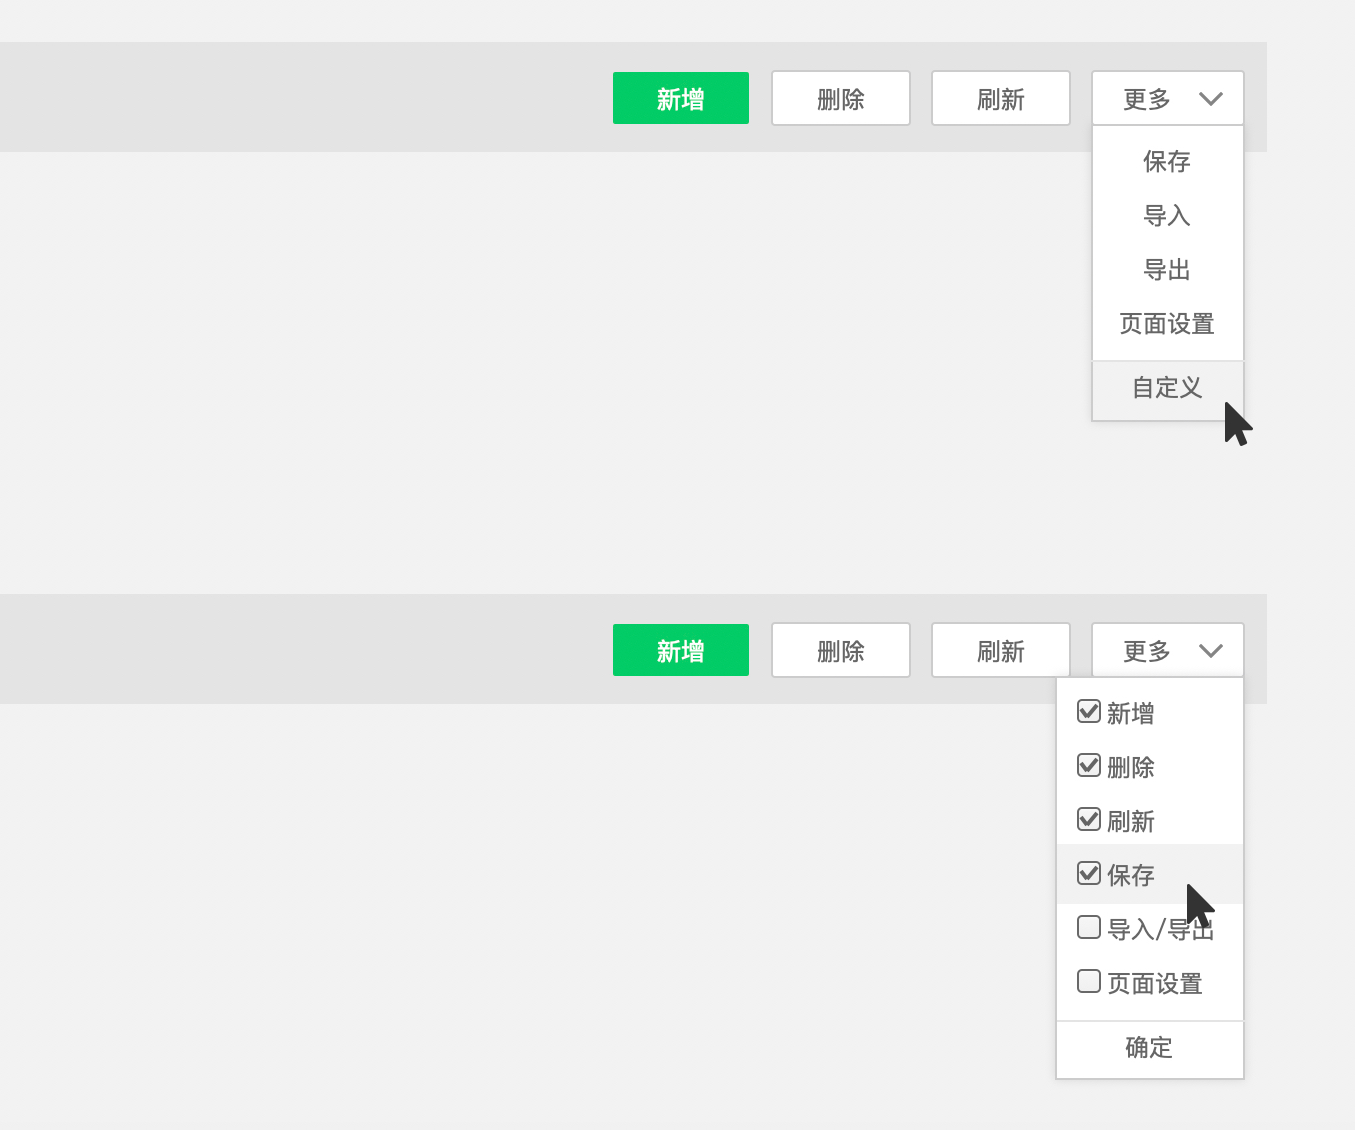 新增 删除 刷新 更多
保存
导入
导出
页面设置
自定义
新增 删除 刷新 更多
新增
删除
刷新
保存
导入/导出
页面设置
确定